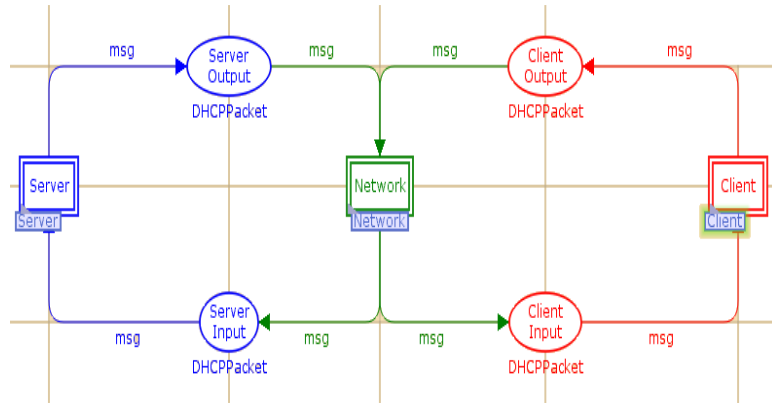 msg
Server
Output
msg
msg
Client
Output
msg
DHCPPacket
DHCPPacket
Server
Network
Client
Server
Network
Client
Server
Input
Client
Input
msg
msg
msg
msg
DHCPPacket
DHCPPacket